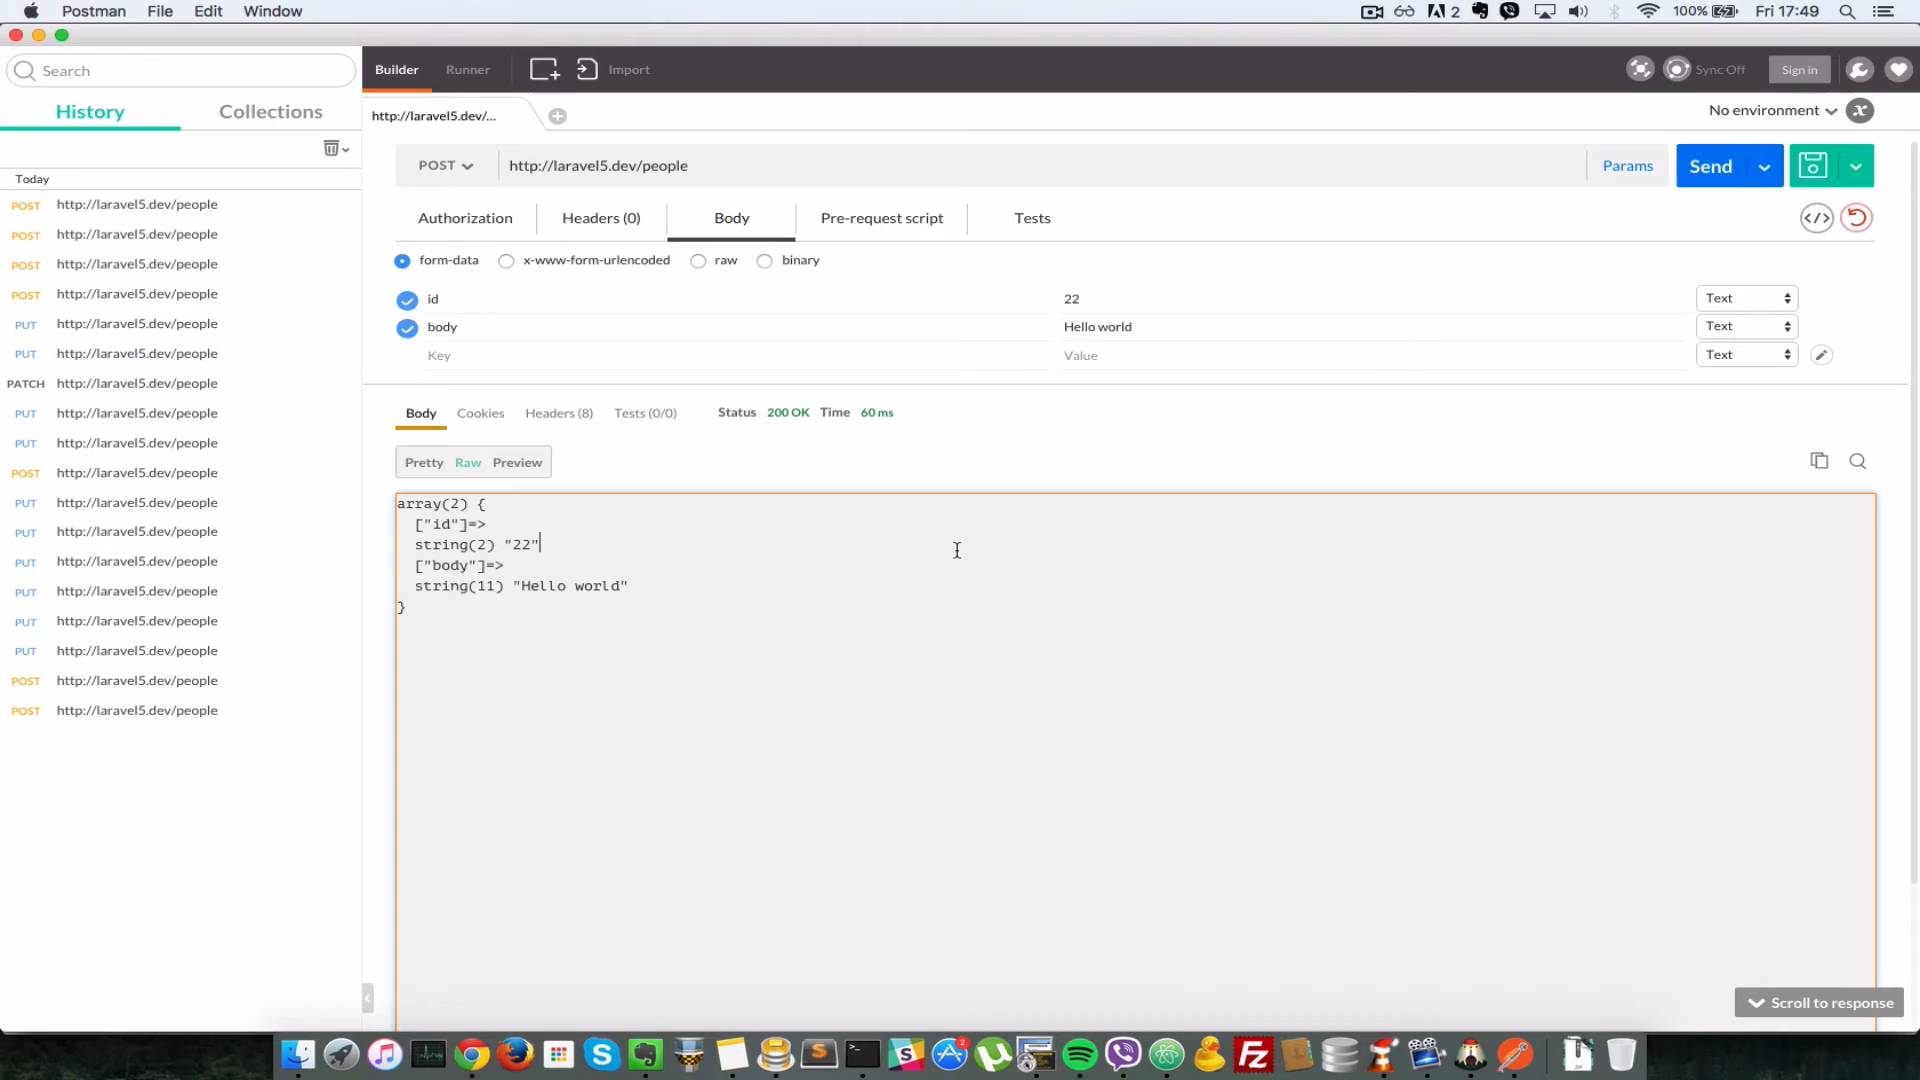 Postman File Edit Window 2 100% Fri 17:49
Search Builder Runner Import Sync Off Sign in
History Collections http://laravel5.dev/... No environment
POST http://laravel5.dev/people Params Send
Today
Authorization Headers (0) Body Pre-request script Tests
form-data x-www-form-urlencoded raw binary
id 22 Text
body Hello world Text
Key Value Text
Body Cookies Headers (8) Tests (0/0) Status 200 OK Time 60 ms
Pretty Raw Preview
array(2) {
["id"]=>
string(2) "22"
["body"]=>
string(11) "Hello world"
}
POST http://laravel5.dev/people
POST http://laravel5.dev/people
POST http://laravel5.dev/people
POST http://laravel5.dev/people
PUT http://laravel5.dev/people
PUT http://laravel5.dev/people
PATCH http://laravel5.dev/people
PUT http://laravel5.dev/people
PUT http://laravel5.dev/people
POST http://laravel5.dev/people
PUT http://laravel5.dev/people
PUT http://laravel5.dev/people
PUT http://laravel5.dev/people
PUT http://laravel5.dev/people
PUT http://laravel5.dev/people
PUT http://laravel5.dev/people
POST http://laravel5.dev/people
POST http://laravel5.dev/people
Scroll to response